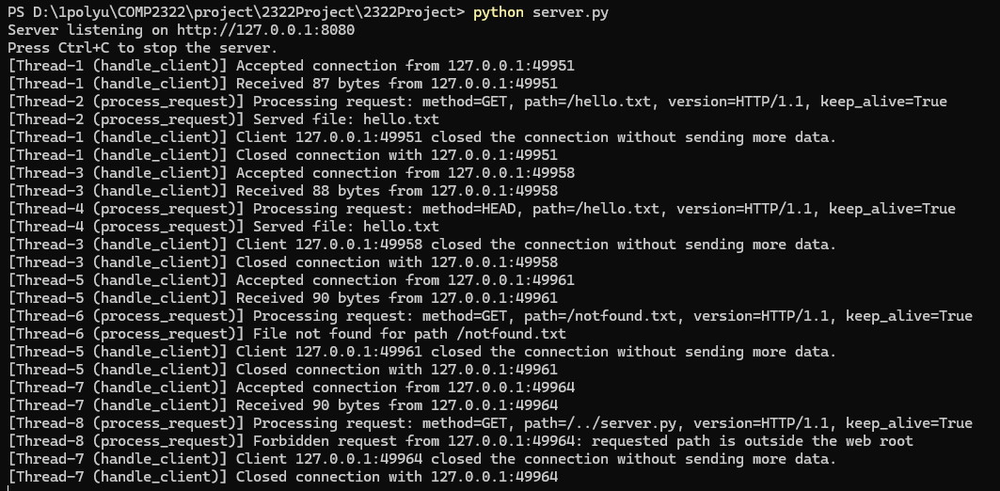 PS D:\1polyu\COMP2322\project\2322Project\2322Project> python server.py
Server listening on http://127.0.0.1:8080
Press Ctrl+C to stop the server.
[Thread-1 (handle_client)] Accepted connection from 127.0.0.1:49951
[Thread-1 (handle_client)] Received 87 bytes from 127.0.0.1:49951
[Thread-2 (process_request)] Processing request: method=GET, path=/hello.txt, version=HTTP/1.1, keep_alive=True
[Thread-2 (process_request)] Served file: hello.txt
[Thread-1 (handle_client)] Client 127.0.0.1:49951 closed the connection without sending more data.
[Thread-1 (handle_client)] Closed connection with 127.0.0.1:49951
[Thread-3 (handle_client)] Accepted connection from 127.0.0.1:49958
[Thread-3 (handle_client)] Received 88 bytes from 127.0.0.1:49958
[Thread-4 (process_request)] Processing request: method=HEAD, path=/hello.txt, version=HTTP/1.1, keep_alive=True
[Thread-4 (process_request)] Served file: hello.txt
[Thread-3 (handle_client)] Client 127.0.0.1:49958 closed the connection without sending more data.
[Thread-3 (handle_client)] Closed connection with 127.0.0.1:49958
[Thread-5 (handle_client)] Accepted connection from 127.0.0.1:49961
[Thread-5 (handle_client)] Received 90 bytes from 127.0.0.1:49961
[Thread-6 (process_request)] Processing request: method=GET, path=/notfound.txt, version=HTTP/1.1, keep_alive=True
[Thread-6 (process_request)] File not found for path /notfound.txt
[Thread-5 (handle_client)] Client 127.0.0.1:49961 closed the connection without sending more data.
[Thread-5 (handle_client)] Closed connection with 127.0.0.1:49961
[Thread-7 (handle_client)] Accepted connection from 127.0.0.1:49964
[Thread-7 (handle_client)] Received 90 bytes from 127.0.0.1:49964
[Thread-8 (process_request)] Processing request: method=GET, path=/../server.py, version=HTTP/1.1, keep_alive=True
[Thread-8 (process_request)] Forbidden request from 127.0.0.1:49964: requested path is outside the web root
[Thread-7 (handle_client)] Client 127.0.0.1:49964 closed the connection without sending more data.
[Thread-7 (handle_client)] Closed connection with 127.0.0.1:49964